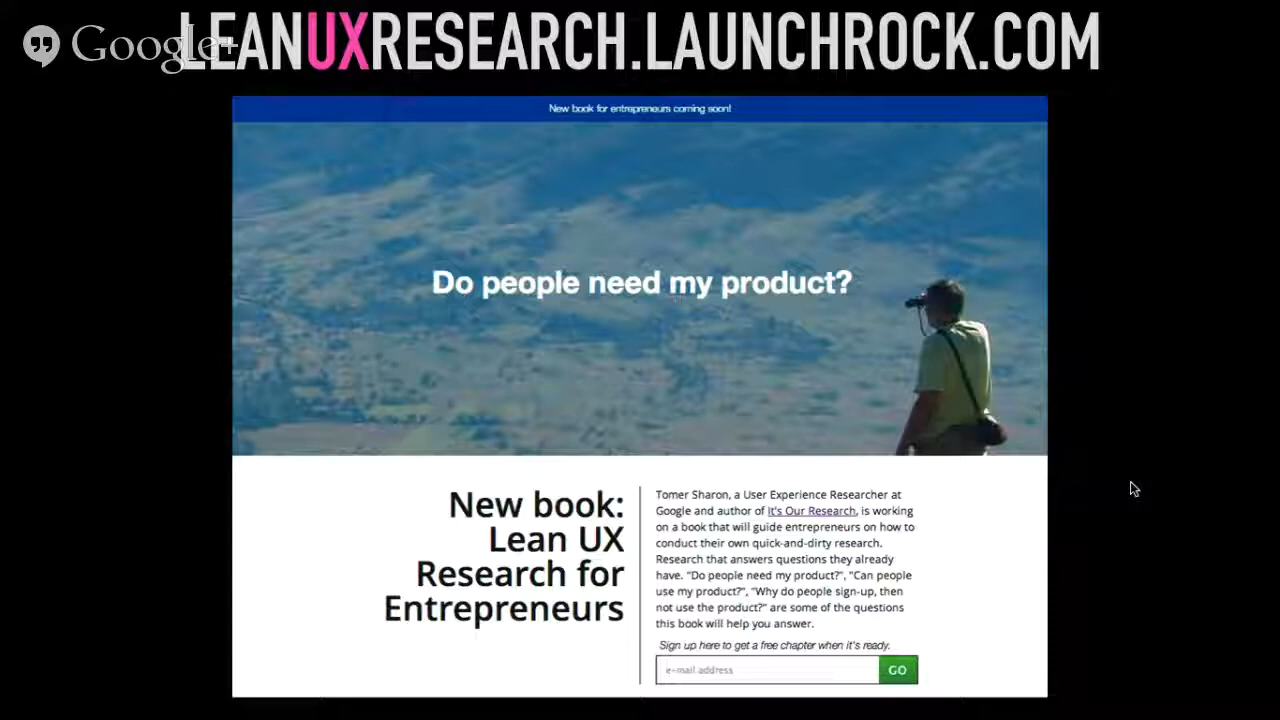 Google+
LEANUXRESEARCH.LAUNCHROCK.COM
New book for entrepreneurs coming soon!
Do people need my product?
New book:
Lean UX
Research for
Entrepreneurs
Tomer Sharon, a User Experience Researcher at
Google and author of It's Our Research, is working
on a book that will guide entrepreneurs on how to
conduct their own quick-and-dirty research.
Research that answers questions they already
have. "Do people need my product?", "Can people
use my product?", "Why do people sign-up, then
not use the product?" are some of the questions
this book will help you answer.
Sign up here to get a free chapter when it's ready.
e-mail address
GO